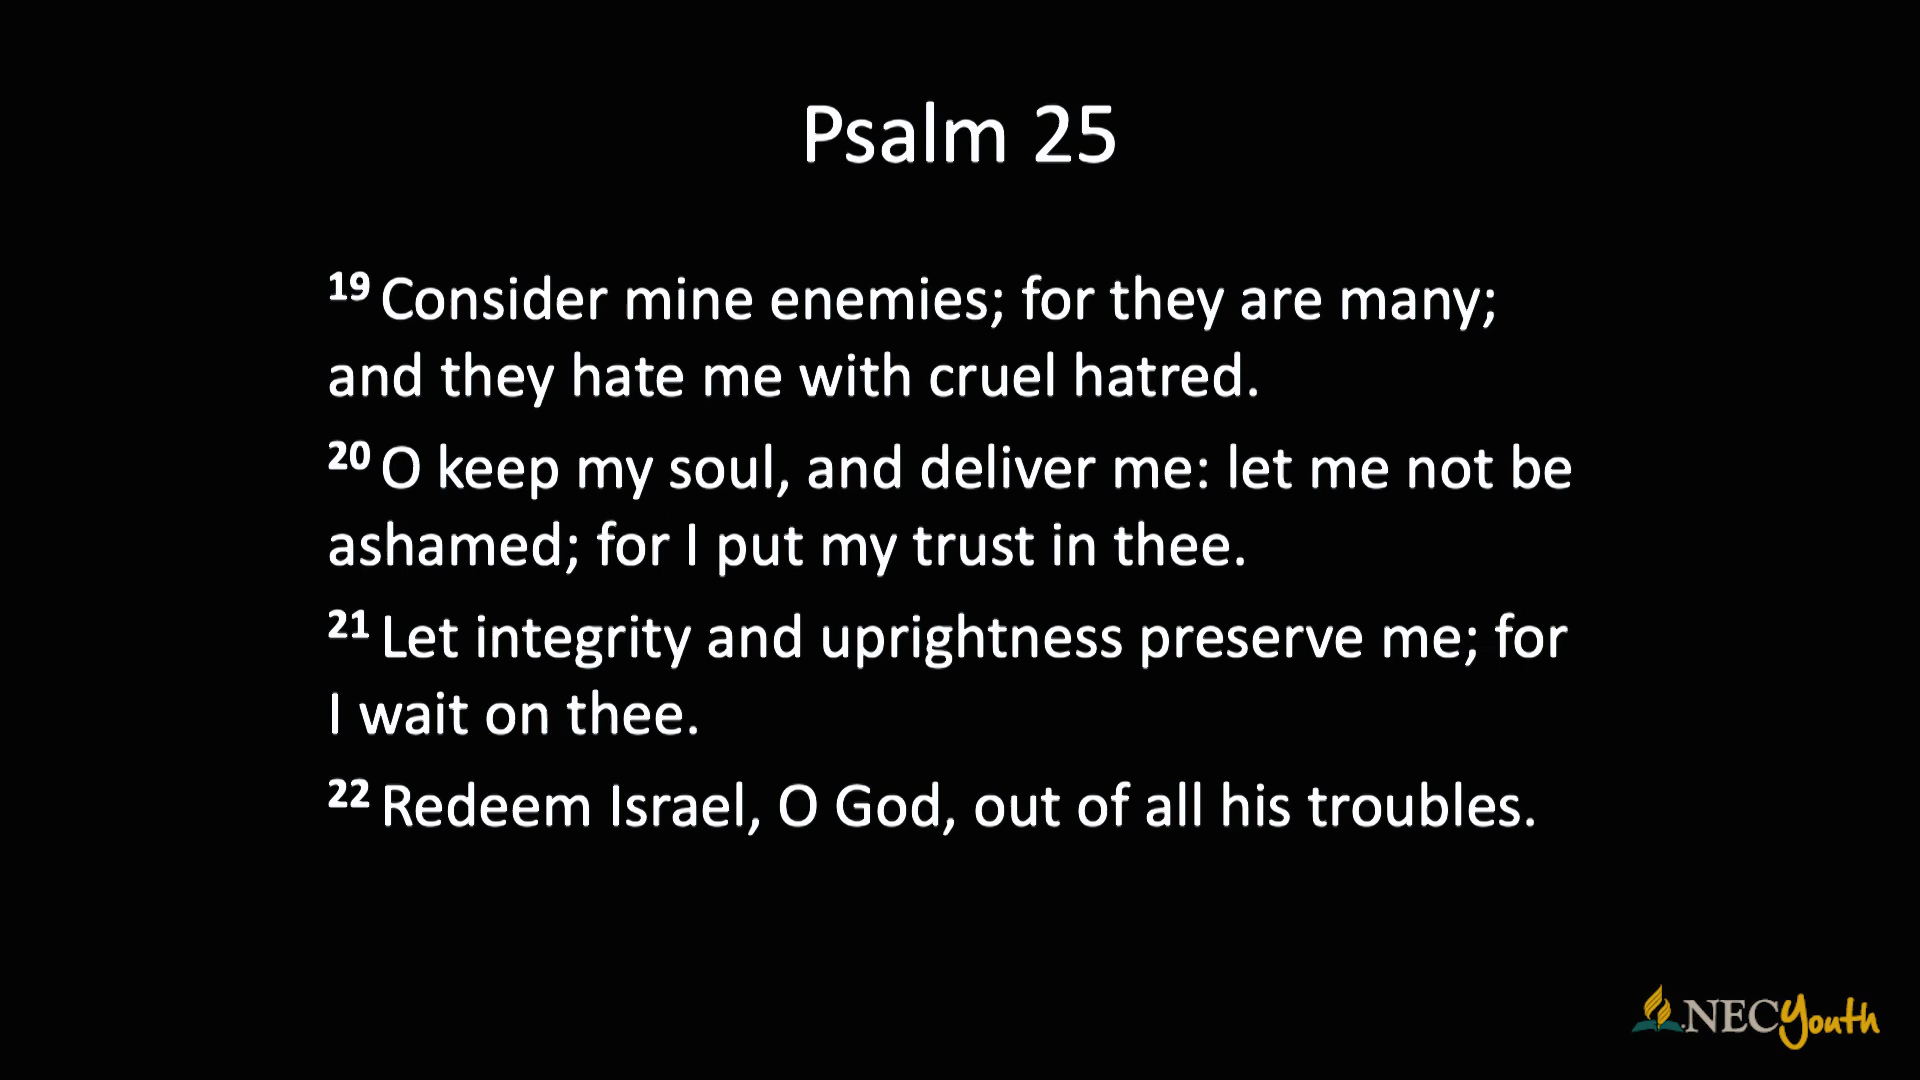 Psalm 25
19 Consider mine enemies; for they are many;
and they hate me with cruel hatred.
20 O keep my soul, and deliver me: let me not be
ashamed; for I put my trust in thee.
21 Let integrity and uprightness preserve me; for
I wait on thee.
22 Redeem Israel, O God, out of all his troubles.
NECYouth